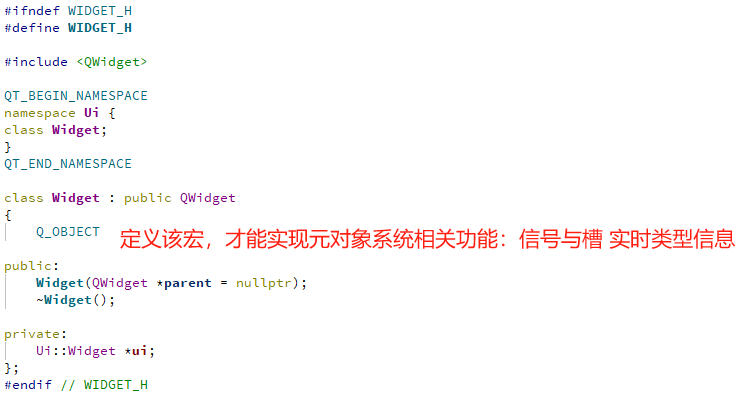 #ifndef WIDGET_H
#define WIDGET_H
#include <QWidget>
QT_BEGIN_NAMESPACE
namespace Ui {
class Widget;
}
QT_END_NAMESPACE
class Widget : public QWidget
{
Q_OBJECT 定义该宏，才能实现元对象系统相关功能：信号与槽 实时类型信息
public:
Widget(QWidget *parent = nullptr);
~Widget();
private:
Ui::Widget *ui;
};
#endif // WIDGET_H